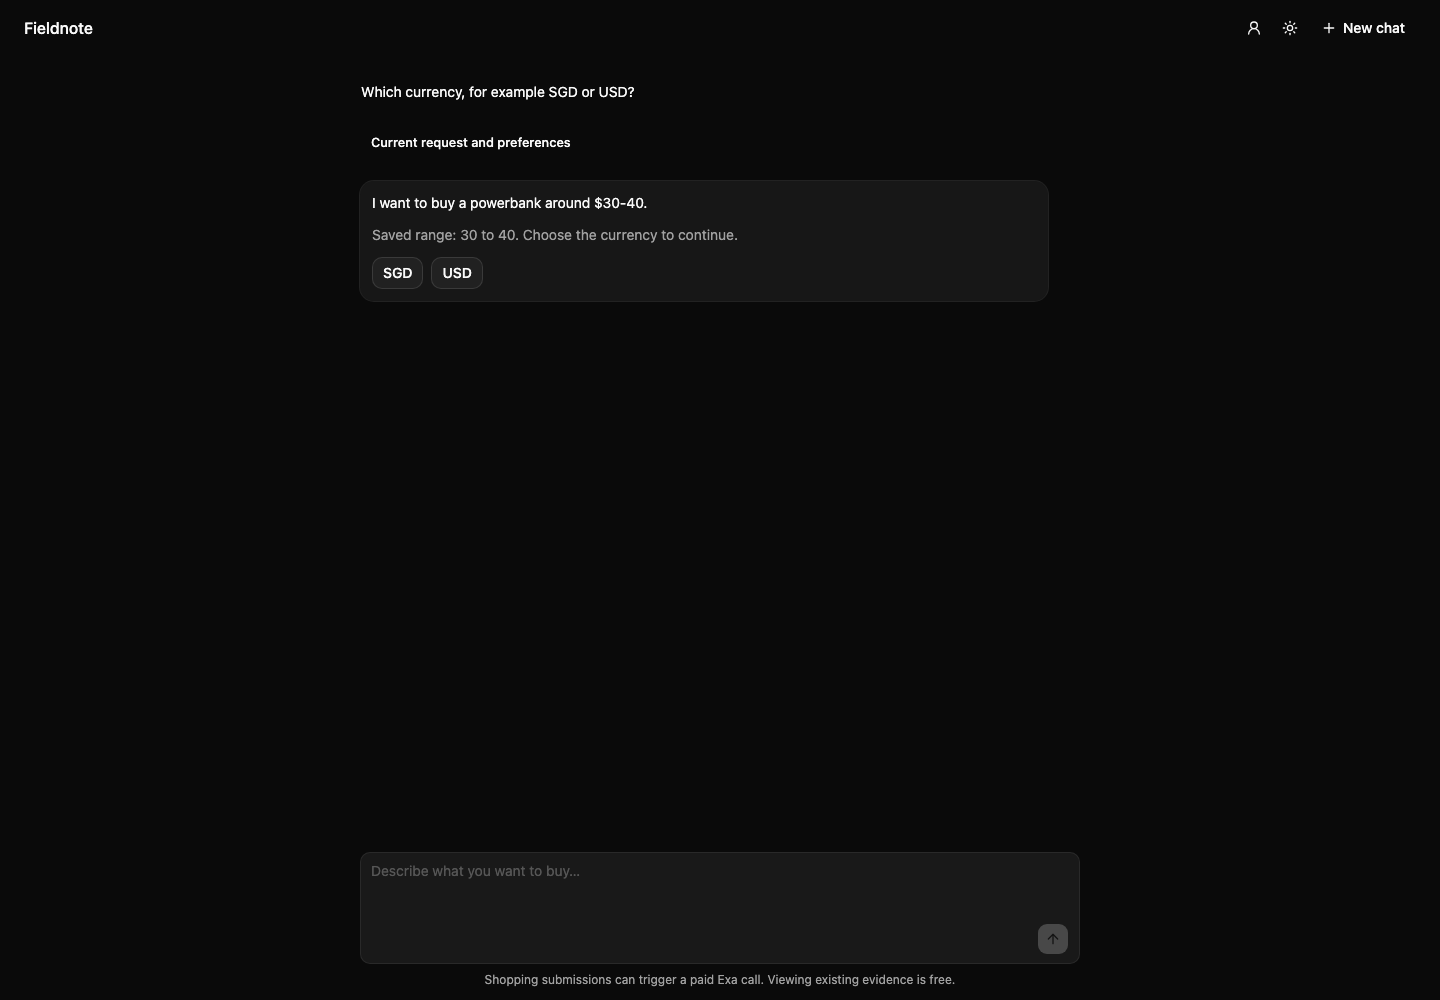 Fieldnote
New chat
Which currency, for example SGD or USD?
Current request and preferences
I want to buy a powerbank around $30-40.
Saved range: 30 to 40. Choose the currency to continue.
SGD USD
Describe what you want to buy...
Shopping submissions can trigger a paid Exa call. Viewing existing evidence is free.